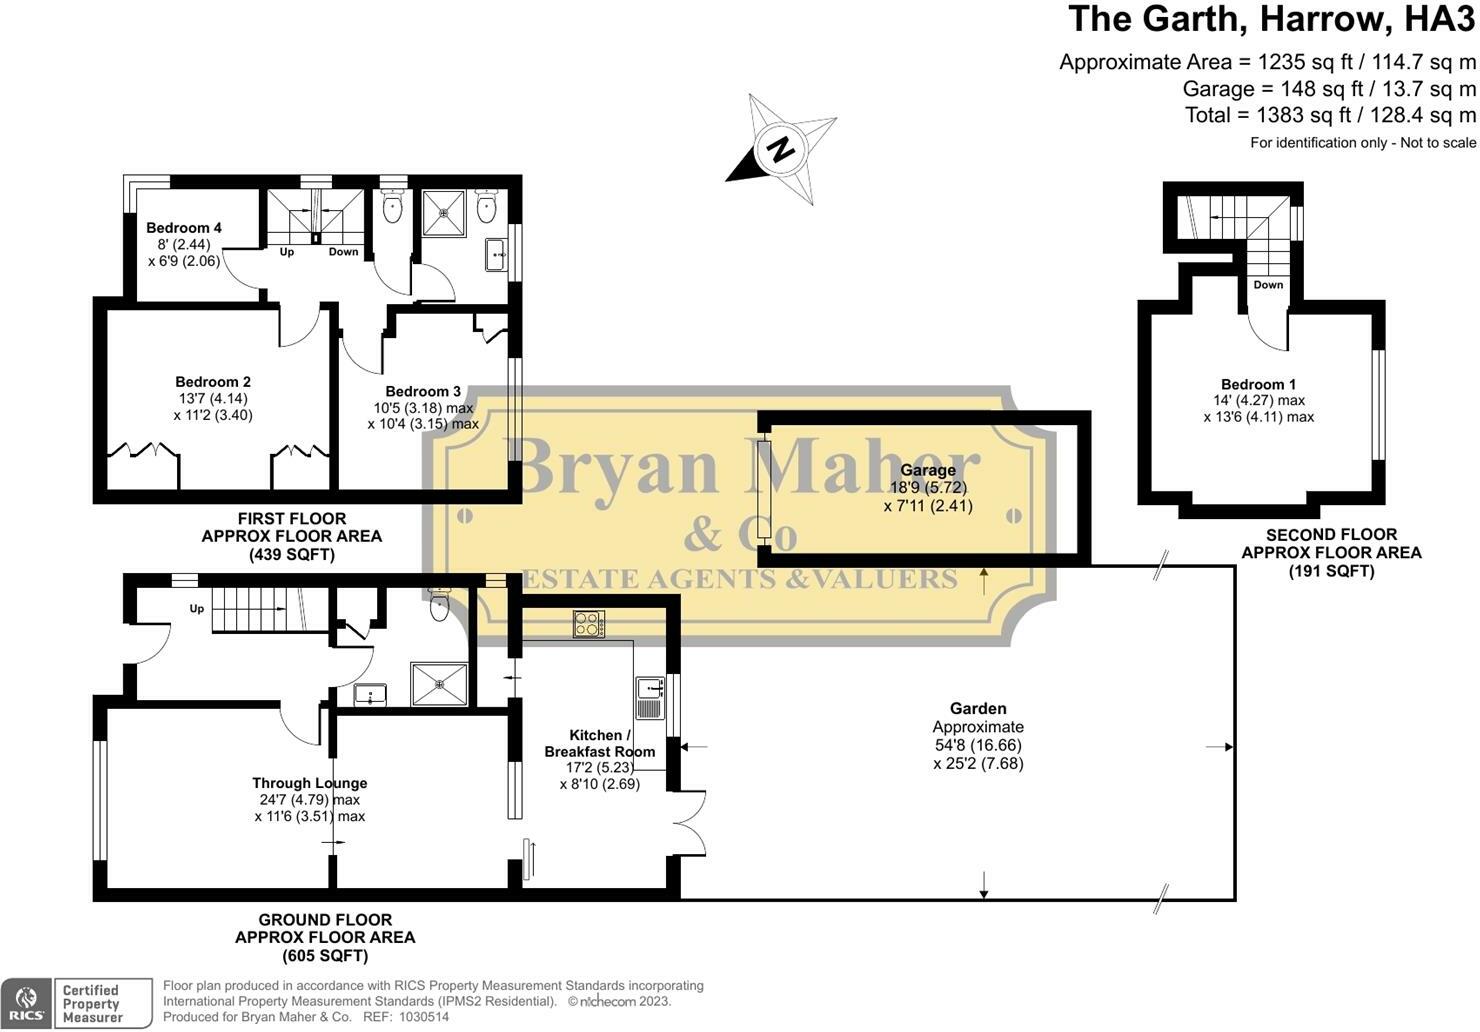 The Garth, Harrow, HA3
Approximate Area = 1235 sq ft / 114.7 sq m
Garage = 148 sq ft / 13.7 sq m
Total = 1383 sq ft / 128.4 sq m
For identification only - Not to scale
N
Bedroom 4
8' (2.44)
x 6'9 (2.06)
Up
Down
Bedroom 2
13'7 (4.14)
x 11'2 (3.40)
Bedroom 3
10'5 (3.18) max
x 10'4 (3.15) max
FIRST FLOOR
APPROX FLOOR AREA
(439 SQFT)
Down
Bedroom 1
14' (4.27) max
x 13'6 (4.11) max
SECOND FLOOR
APPROX FLOOR AREA
(191 SQFT)
Bryan Maher
& Co
ESTATE AGENTS & VALUERS
Garage
18'9 (5.72)
x 7'11 (2.41)
Up
Kitchen /
Breakfast Room
17'2 (5.23)
x 8'10 (2.69)
Through Lounge
24'7 (4.79) max
x 11'6 (3.51) max
Garden
Approximate
54'8 (16.66)
x 25'2 (7.68)
GROUND FLOOR
APPROX FLOOR AREA
(605 SQFT)
RICS
Certified
Property
Measurer
Floor plan produced in accordance with RICS Property Measurement Standards incorporating
International Property Measurement Standards (IPMS2 Residential). © nichecom 2023.
Produced for Bryan Maher & Co. REF: 1030514